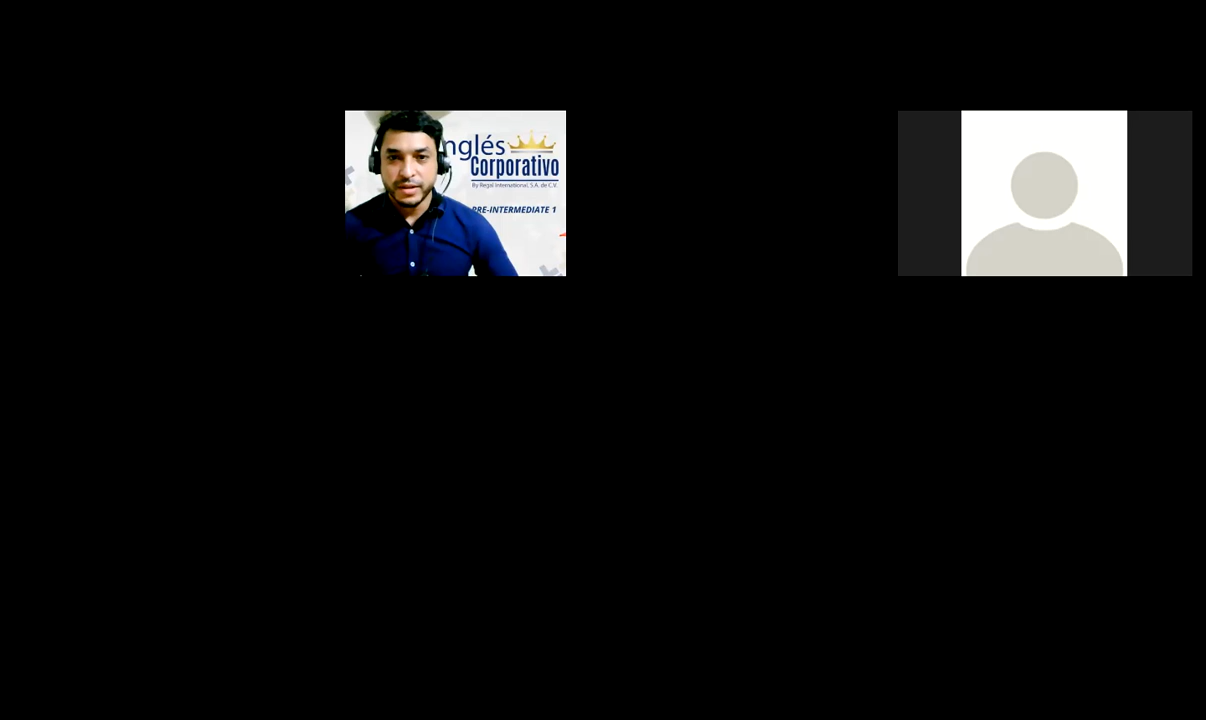 nglés
Corporativo
By Regal International, S.A. de C.V.
PRE-INTERMEDIATE 1